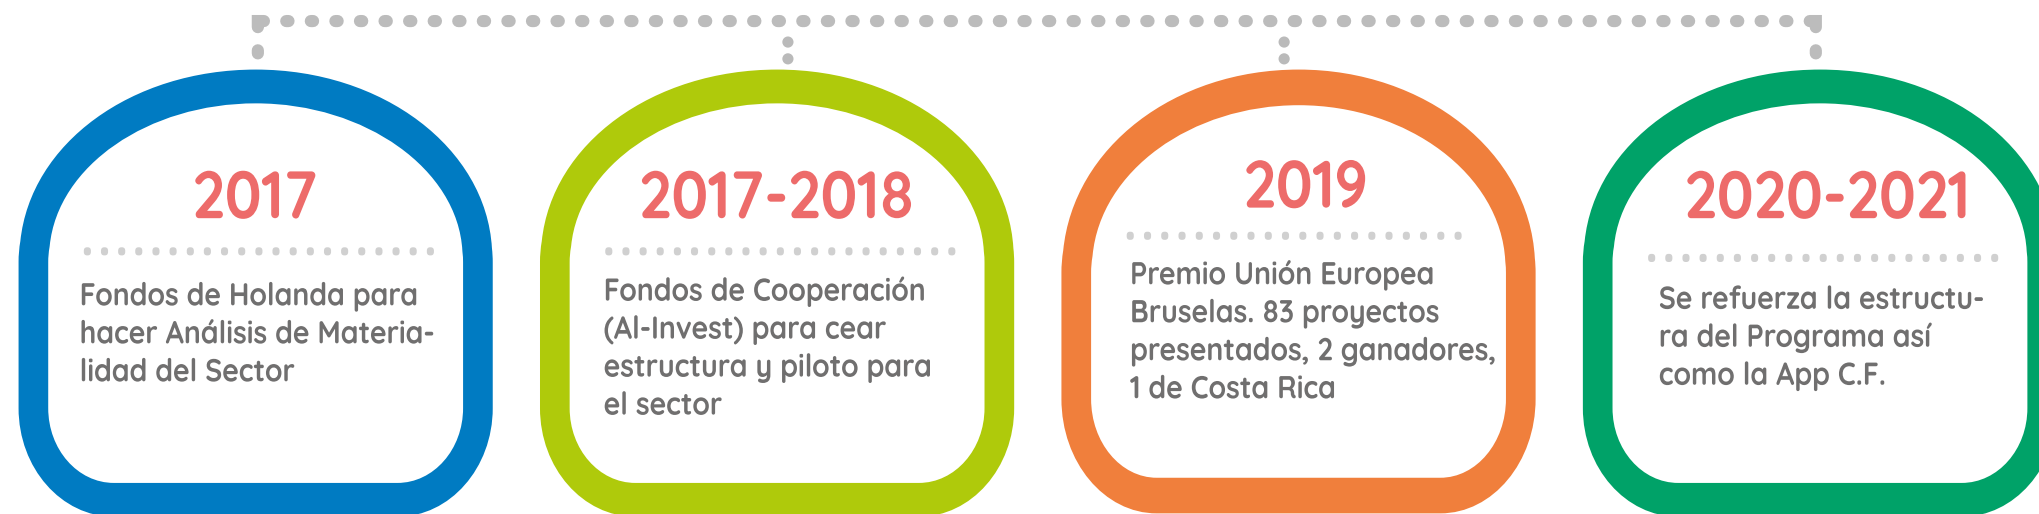 2017
Fondos de Holanda para
hacer Análisis de Materia-
lidad del Sector
2017-2018
Fondos de Cooperación
(Al-Invest) para cear
estructura y piloto para
el sector
2019
Premio Unión Europea
Bruselas. 83 proyectos
presentados, 2 ganadores,
1 de Costa Rica
2020-2021
Se refuerza la estructu-
ra del Programa así
como la App C.F.